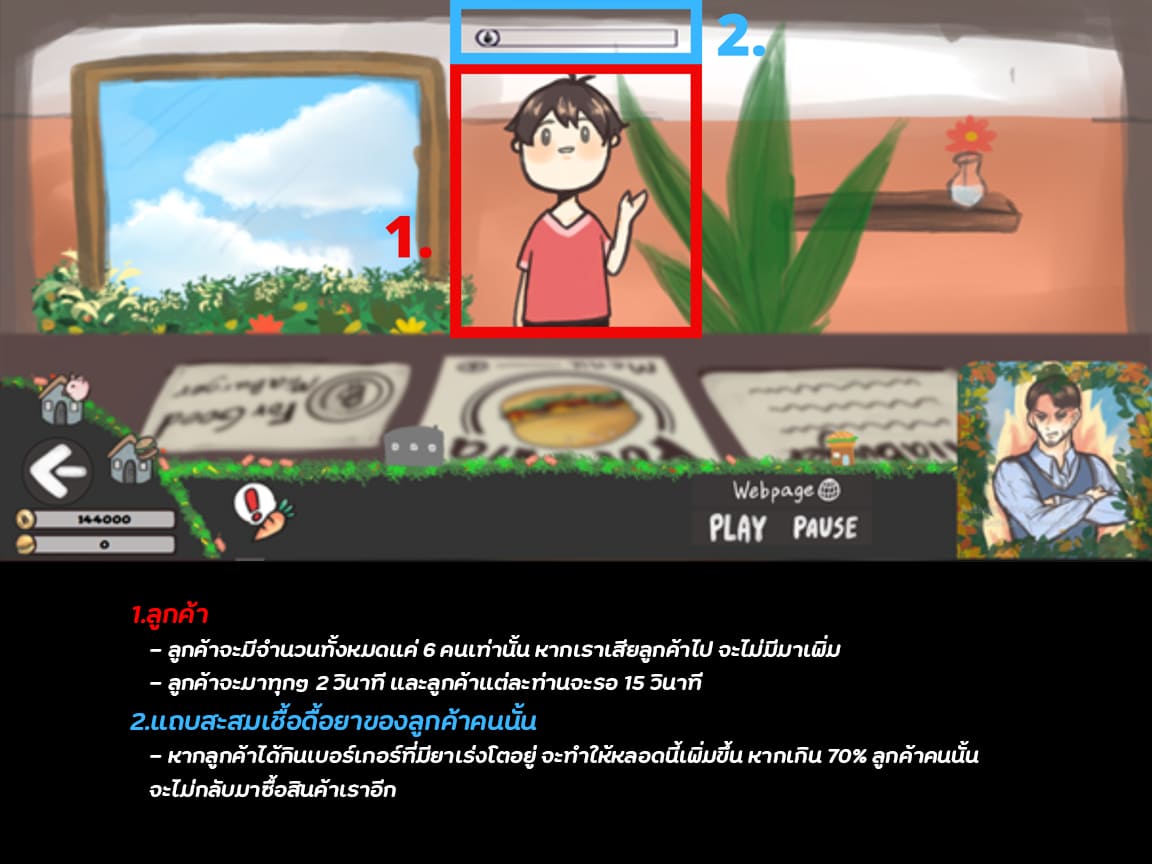 2.
1.
For Good
Maburger
Menu
Webpage
PLAY PAUSE
144000
0
1.ลูกค้า
- ลูกค้าจะมีจำนวนทั้งหมดแค่ 6 คนเท่านั้น หากเราเสียลูกค้าไป จะไม่มีมาเพิ่ม
- ลูกค้าจะมาทุกๆ 2 วินาที และลูกค้าแต่ละท่านจะรอ 15 วินาที
2.แถบสะสมเชื้อดื้อยาของลูกค้าคนนั้น
- หากลูกค้าได้กินเบอร์เกอร์ที่มียาเร่งโตอยู่ จะทำให้หลอดนี้เพิ่มขึ้น หากเกิน 70% ลูกค้าคนนั้น
จะไม่กลับมาซื้อสินค้าเราอีก